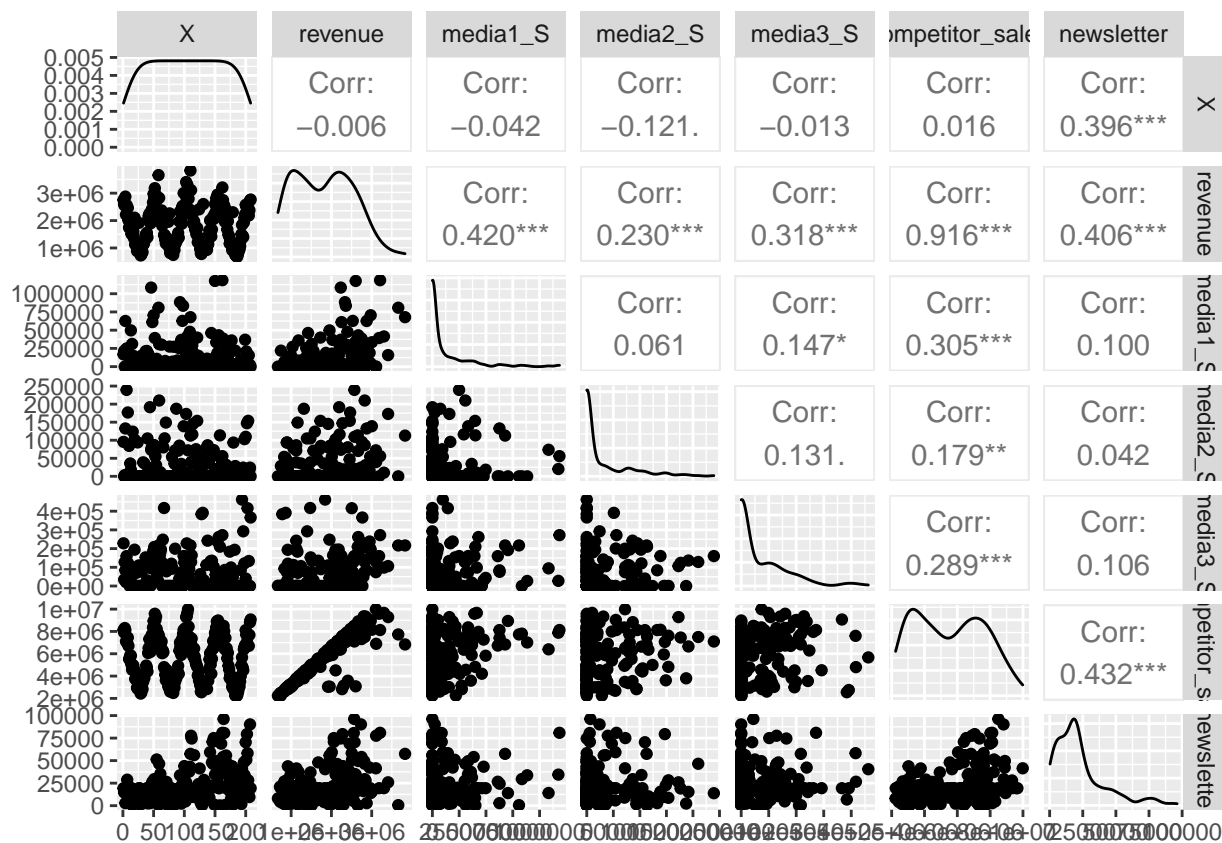 X revenue media1_S media2_S media3_S ompetitor_sale newsletter
0.005
0.004
0.003
0.002
0.001
0.000
Corr:
−0.006
Corr:
−0.042
Corr:
−0.121.
Corr:
−0.013
Corr:
0.016
Corr:
0.396***
X
3e+06
2e+06
1e+06
Corr:
0.420***
Corr:
0.230***
Corr:
0.318***
Corr:
0.916***
Corr:
0.406***
revenue
1000000
750000
500000
250000
0
Corr:
0.061
Corr:
0.147*
Corr:
0.305***
Corr:
0.100
media1_S
250000
200000
150000
100000
50000
0
Corr:
0.131.
Corr:
0.179**
Corr:
0.042
media2_S
4e+05
3e+05
2e+05
1e+05
0e+00
Corr:
0.289***
Corr:
0.106
media3_S
1e+07
8e+06
6e+06
4e+06
2e+06
Corr:
0.432***
petitor_s
100000
75000
50000
25000
0
newslette
0 50 100 150 200